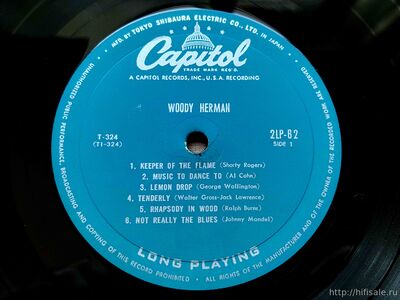 MFG. BY TOKYO SHIBAURA ELECTRIC CO., LTD. IN JAPAN
Capitol
TRADE MARK REG'D.
A CAPITOL RECORDS, INC., U.S.A. RECORDING
WOODY HERMAN
T-324
(T1-324)
2LP-82
SIDE 1
1. KEEPER OF THE FLAME (Shorty Rogers)
2. MUSIC TO DANCE TO (Al Cohn)
3. LEMON DROP (George Wallington)
4. TENDERLY (Walter Gross-Jack Lawrence)
5. RHAPSODY IN WOOD (Ralph Burns)
6. NOT REALLY THE BLUES (Johnny Mandel)
LONG PLAYING
UNAUTHORIZED PUBLIC PERFORMANCE, BROADCASTING AND COPYING OF THIS RECORD PROHIBITED • ALL RIGHTS OF THE MANUFACTURER AND OF THE OWNER OF THE RECORDED WORK RESERVED.
http://hifisale.ru